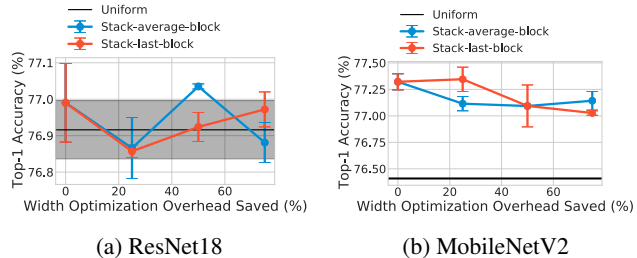 Uniform
Stack-average-block
Stack-last-block
77.1
77.0
76.9
76.8
Top-1 Accuracy (%)
0 20 40 60
Width Optimization Overhead Saved (%)
(a) ResNet18
Uniform
Stack-average-block
Stack-last-block
77.50
77.25
77.00
76.75
76.50
Top-1 Accuracy (%)
0 20 40 60
Width Optimization Overhead Saved (%)
(b) MobileNetV2